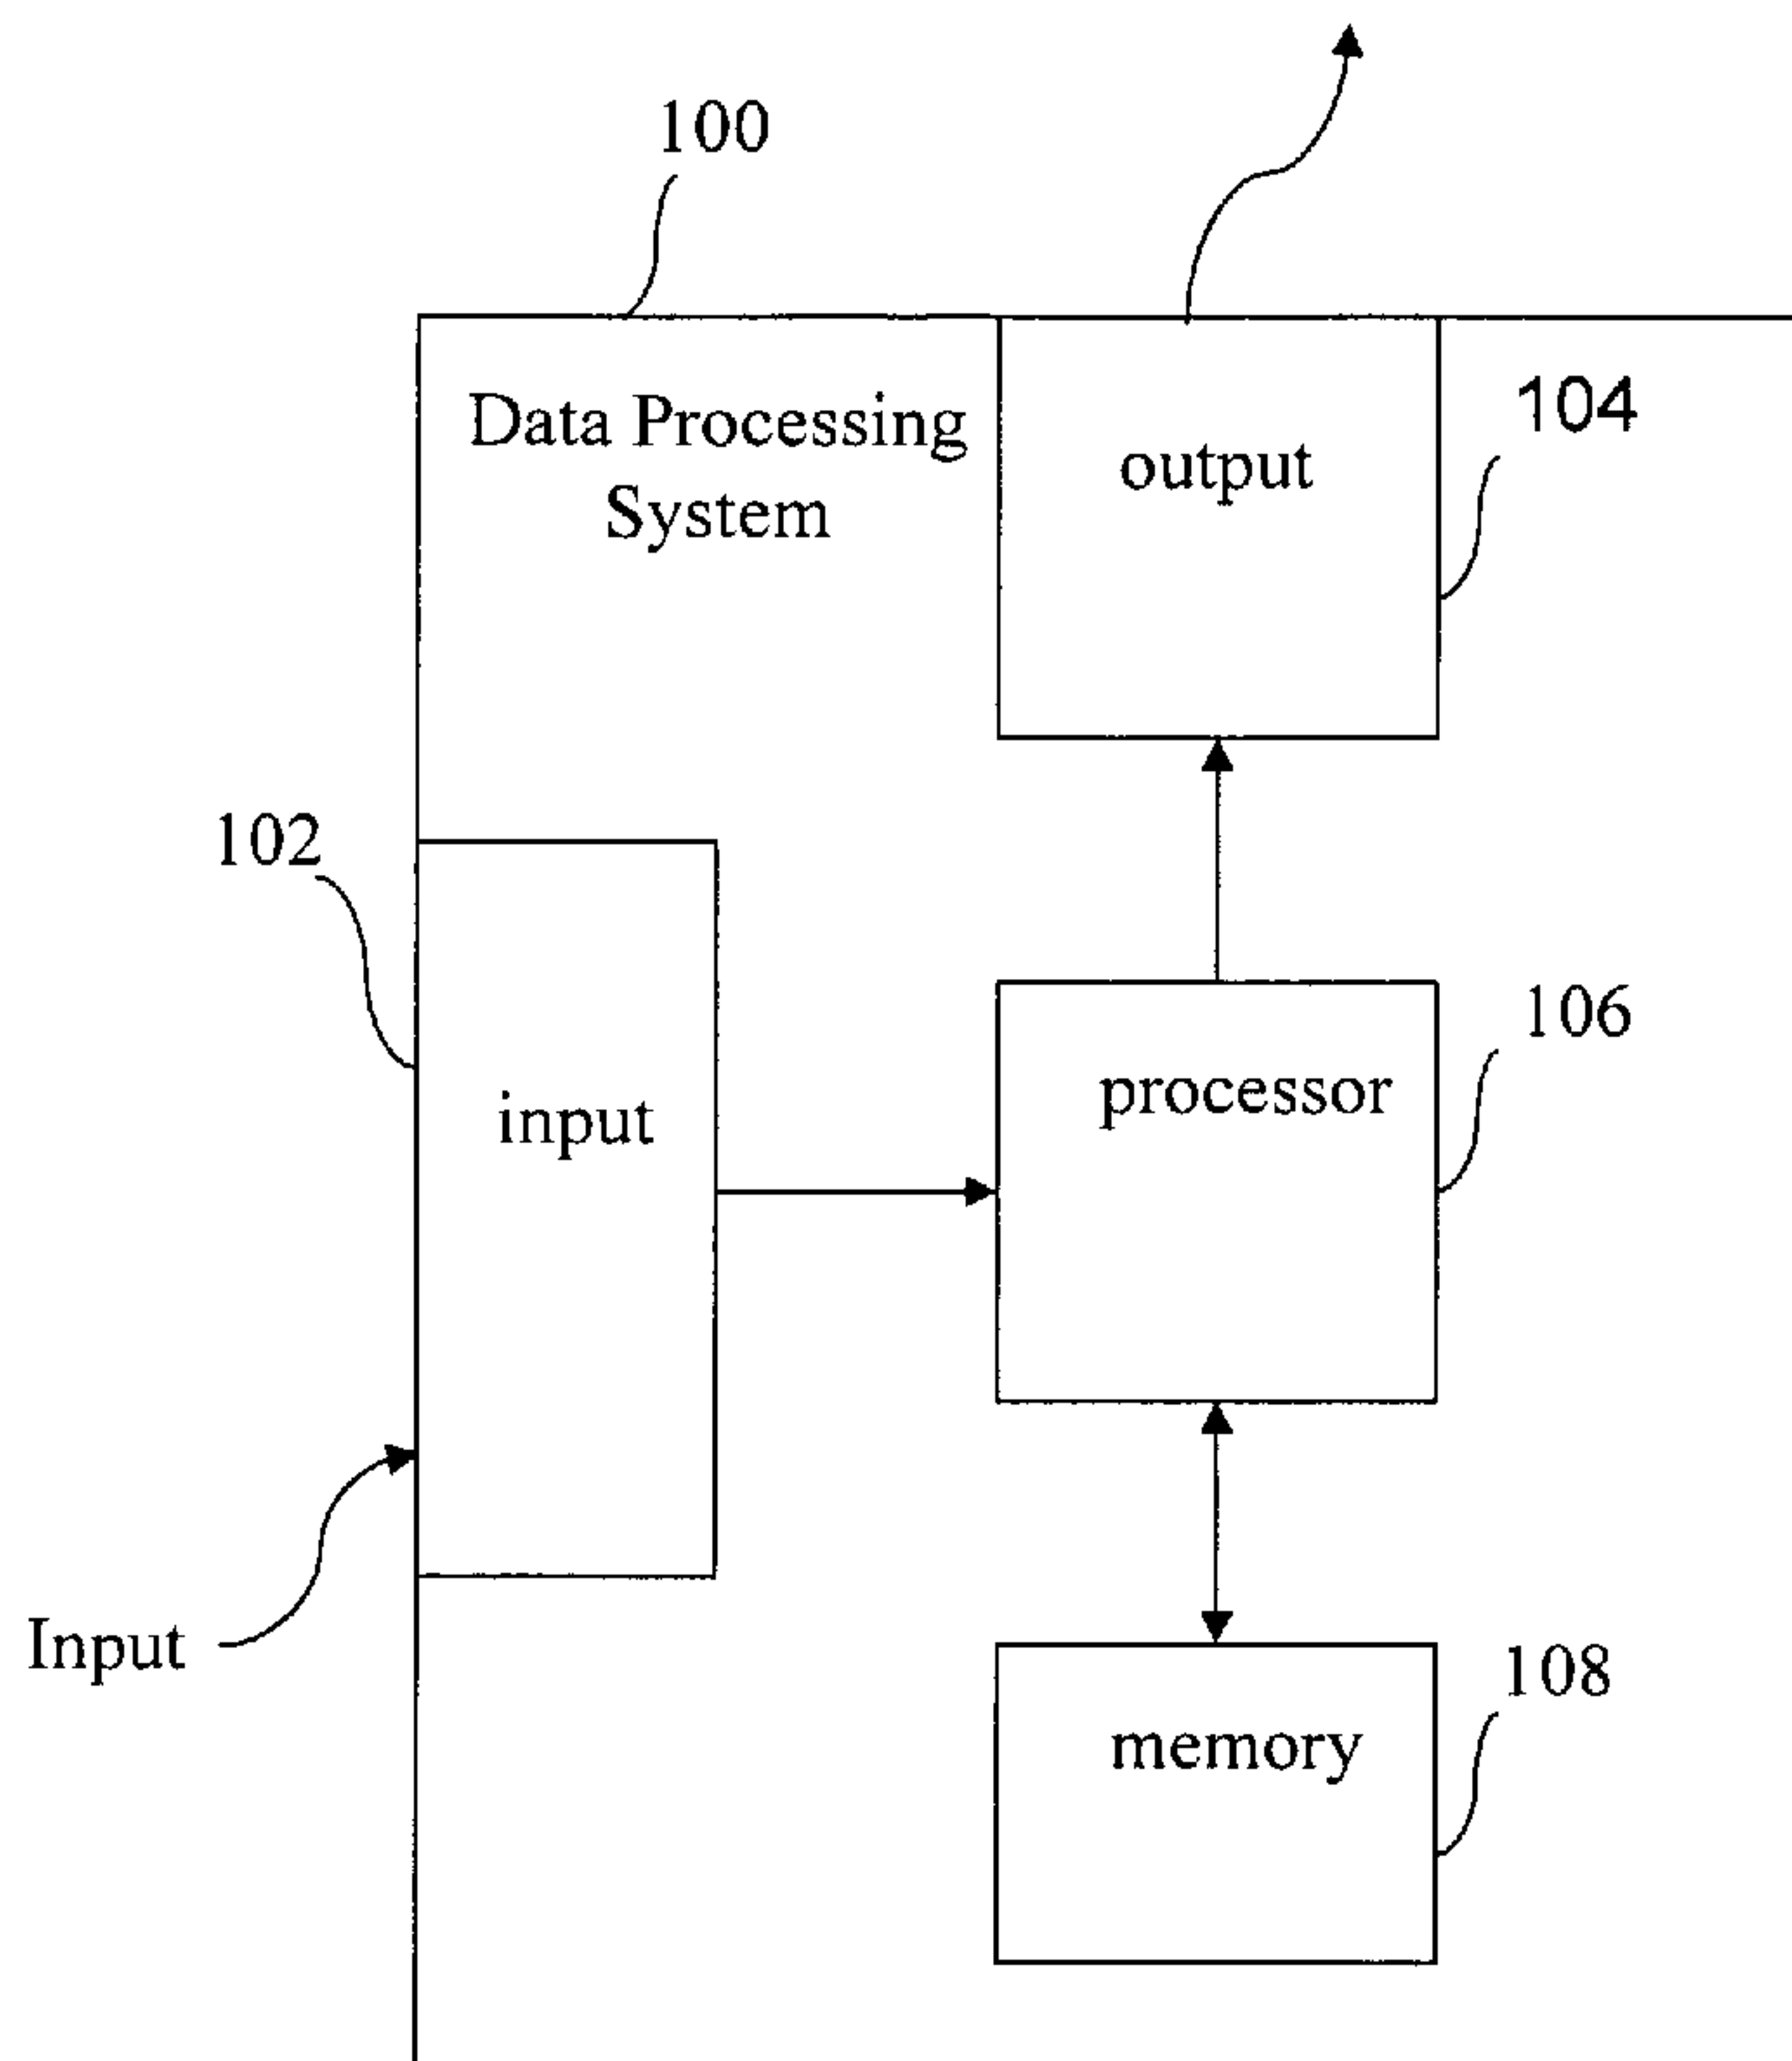 100
Data Processing
System
output
104
102
input
processor
106
Input
memory
108